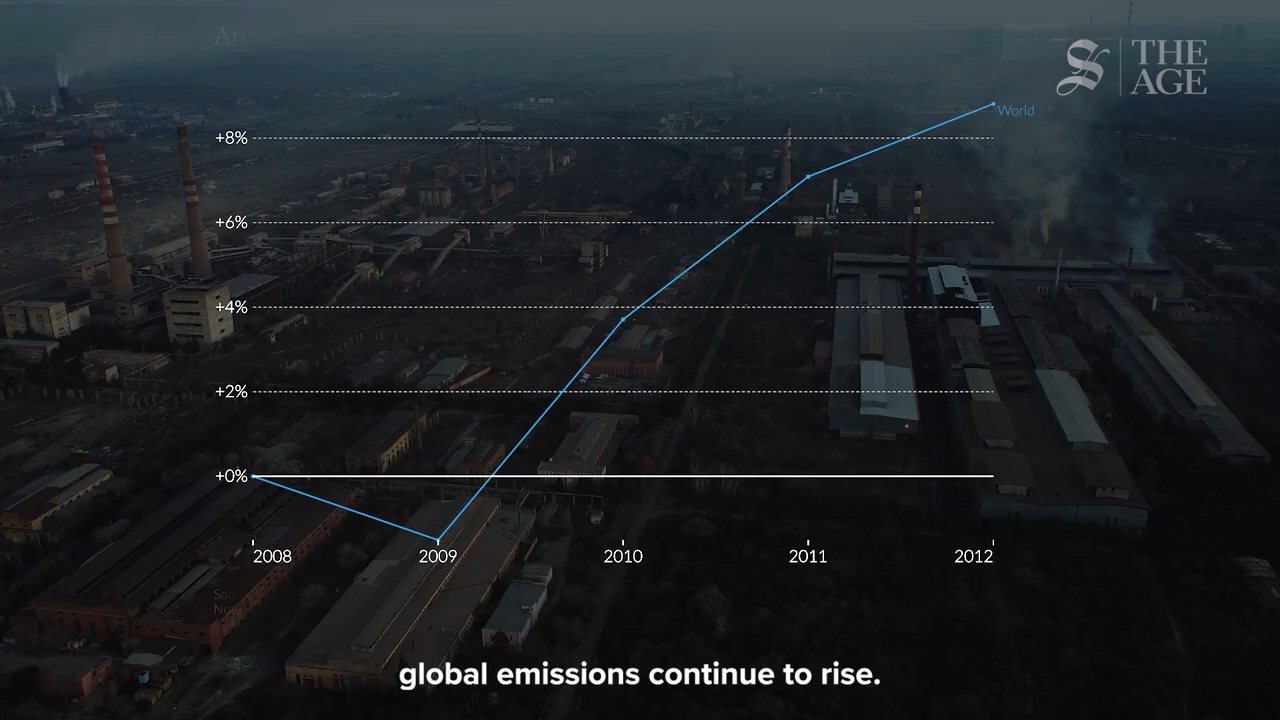 THE
AGE
World
+8%
+6%
+4%
+2%
+0%
2008 2009 2010 2011 2012
global emissions continue to rise.